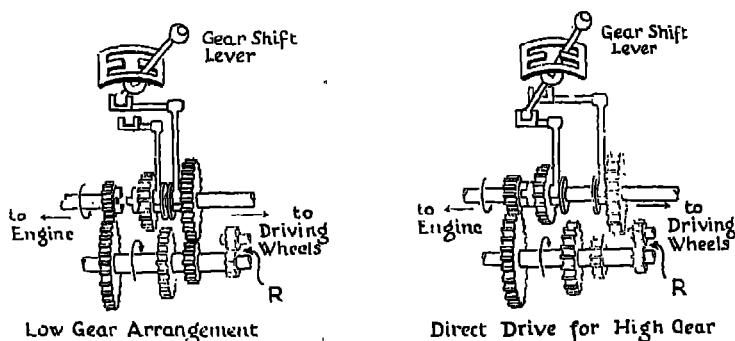 Gear Shift
Lever
to
Engine
to
Driving
Wheels
R
Low Gear Arrangement
Gear Shift
Lever
to
Engine
to
Driving
Wheels
R
Direct Drive for High Gear